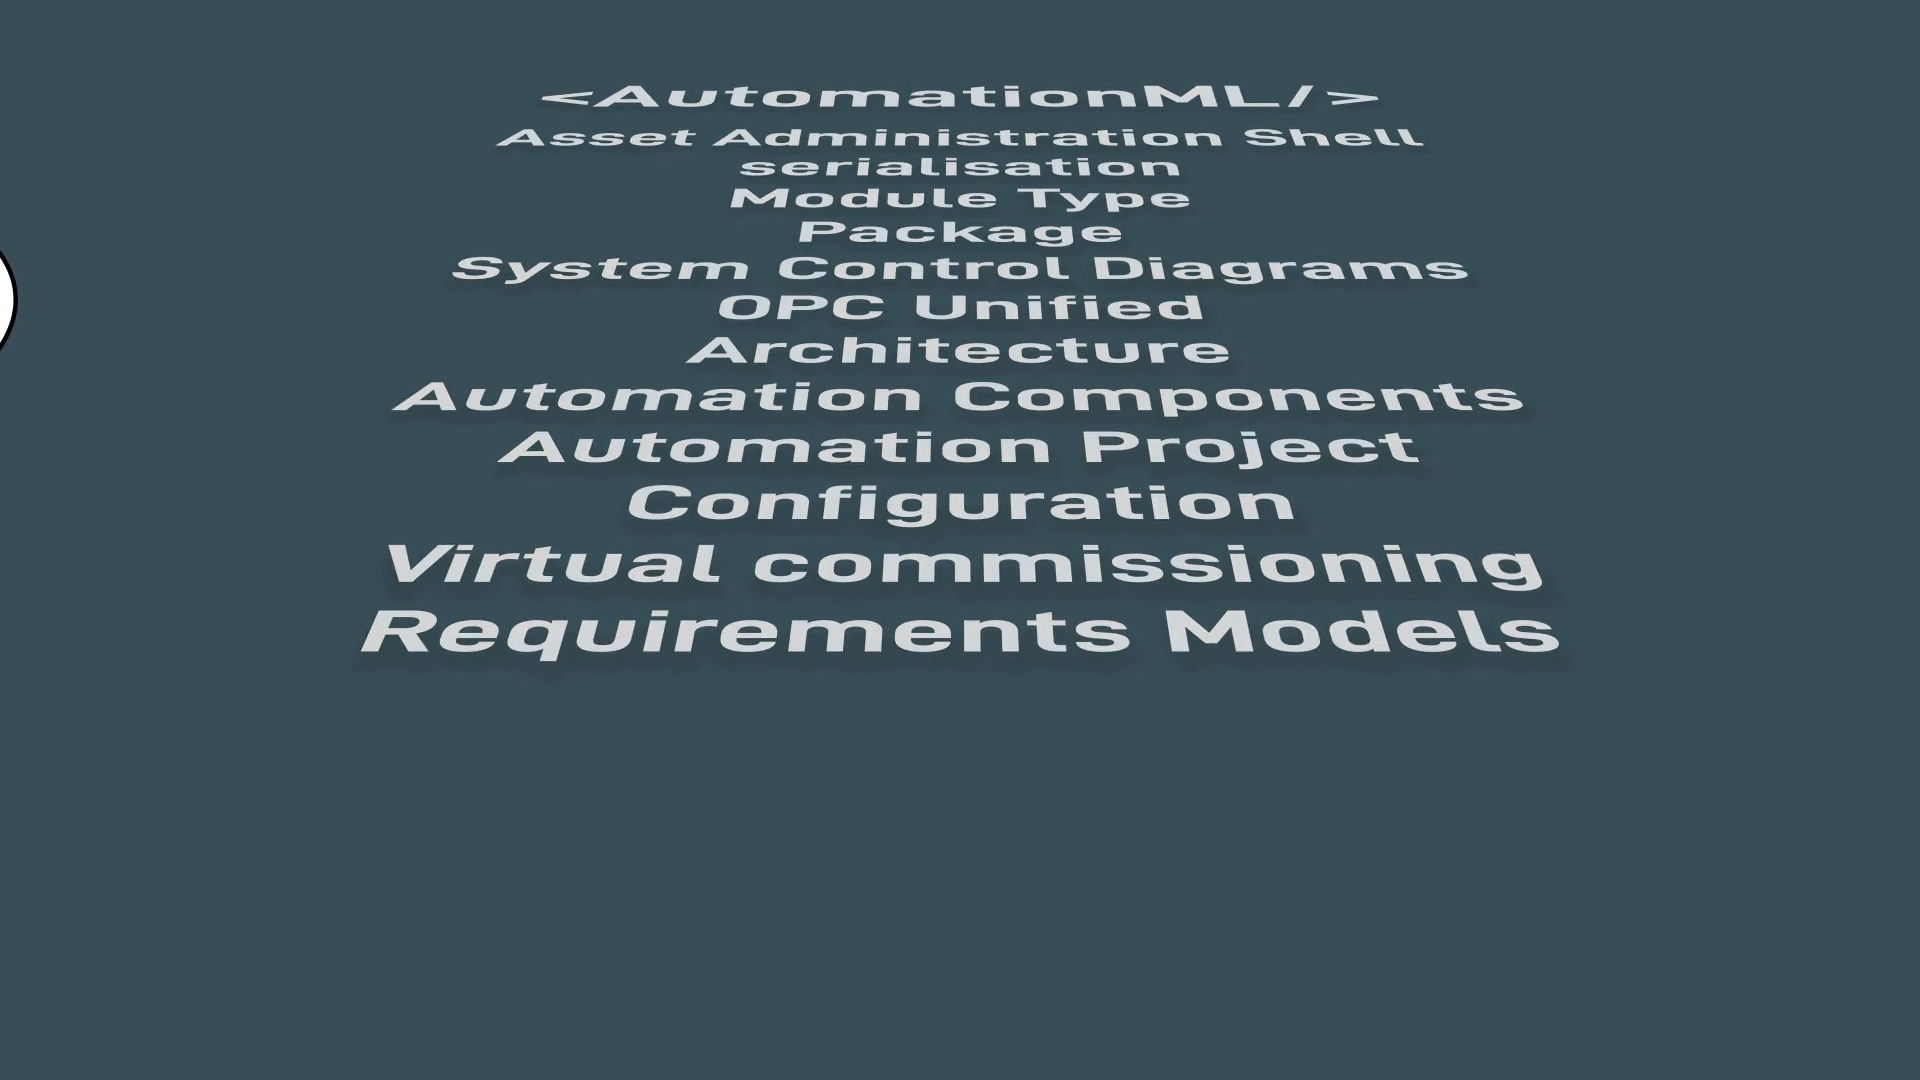 <AutomationML/>
Asset Administration Shell
serialisation
Module Type
Package
System Control Diagrams
OPC Unified
Architecture
Automation Components
Automation Project
Configuration
Virtual commissioning
Requirements Models